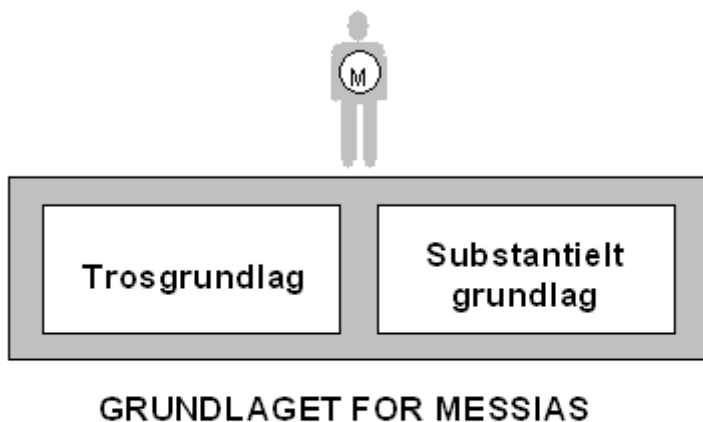 M
Trosgrundlag
Substantielt
grundlag
GRUNDLAGET FOR MESSIAS